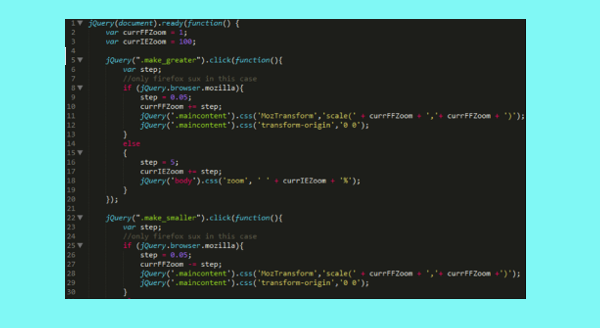 1 jQuery(document).ready(function() {
2 var currFFZoom = 1;
3 var currIEZoom = 100;
4
5 jQuery(".make_greater").click(function(){
6 var step;
7 //only firefox sux in this case
8 if (jQuery.browser.mozilla){
9 step = 0.05;
10 currFFZoom += step;
11 jQuery('.maincontent').css('MozTransform','scale(' + currFFZoom + ','+ currFFZoom + ')');
12 jQuery('.maincontent').css('transform-origin','0 0');
13 }
14 else
15 {
16 step = 5;
17 currIEZoom += step;
18 jQuery('body').css('zoom', ' ' + currIEZoom + '%');
19 }
20 });
21
22 jQuery(".make_smaller").click(function(){
23 var step;
24 //only firefox sux in this case
25 if (jQuery.browser.mozilla){
26 step = 0.05;
27 currFFZoom -= step;
28 jQuery('.maincontent').css('MozTransform','scale(' + currFFZoom + ','+ currFFZoom +')');
29 jQuery('.maincontent').css('transform-origin','0 0');
30 }